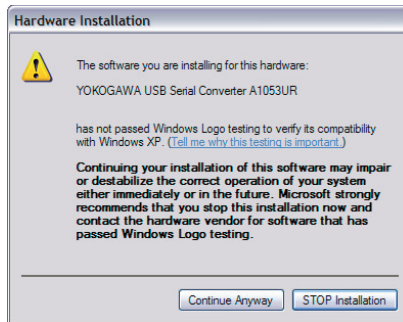 Hardware Installation
The software you are installing for this hardware:
YOKOGAWA USB Serial Converter A1053UR
has not passed Windows Logo testing to verify its compatibility
with Windows XP. (Tell me why this testing is important.)
Continuing your installation of this software may impair
or destabilize the correct operation of your system
either immediately or in the future. Microsoft strongly
recommends that you stop this installation now and
contact the hardware vendor for software that has
passed Windows Logo testing.
Continue Anyway STOP Installation